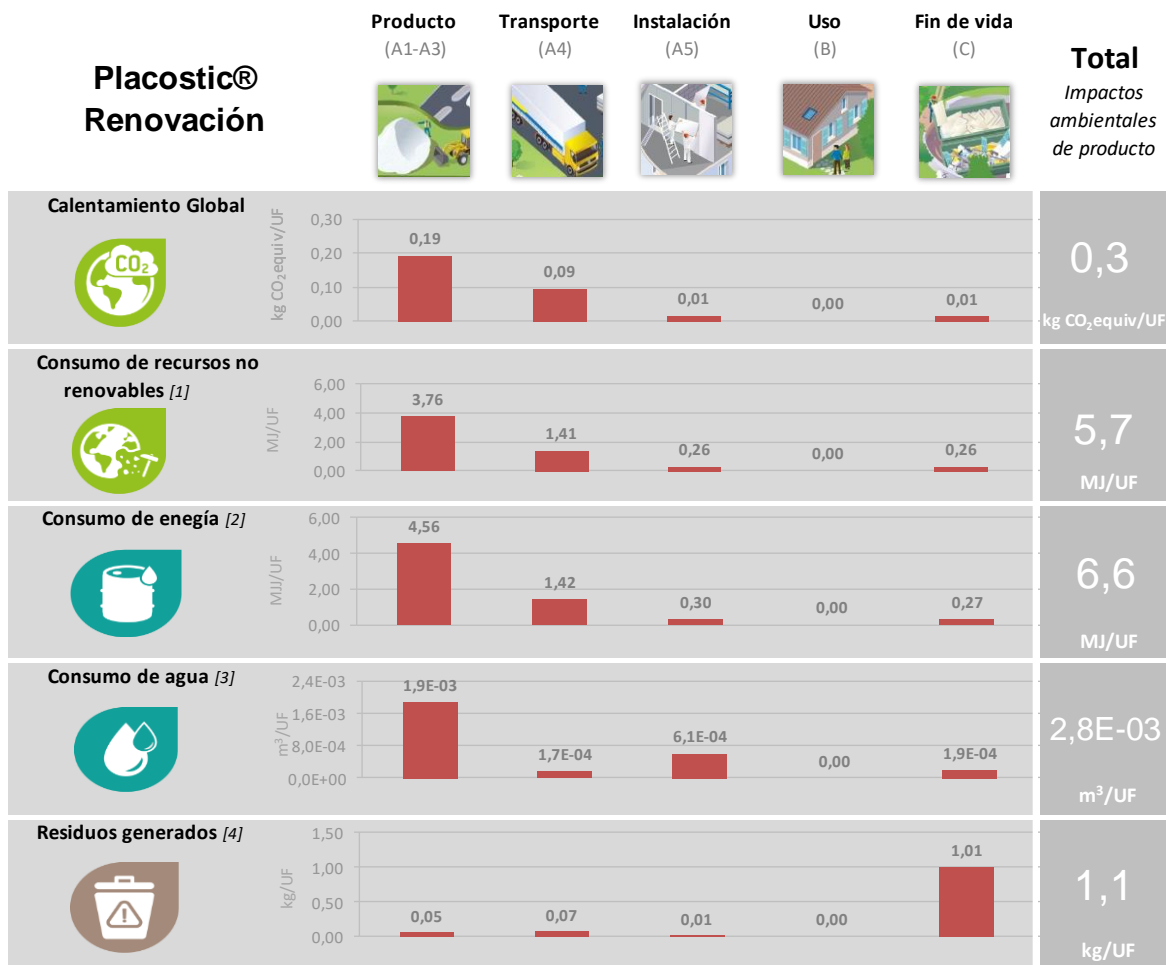 Placostic®
Renovación
Producto
(A1-A3)
Transporte
(A4)
Instalación
(A5)
Uso
(B)
Fin de vida
(C)
Total
Impactos
ambientales
de producto
Calentamiento Global
CO₂
kg CO₂equiv/UF
0,30
0,20
0,10
0,00
0,19
0,09
0,01
0,00
0,01
0,3
kg CO₂equiv/UF
Consumo de recursos no
renovables [1]
MJ/UF
6,00
4,00
2,00
0,00
3,76
1,41
0,26
0,00
0,26
5,7
MJ/UF
Consumo de enegía [2]
MJJ/UF
6,00
4,00
2,00
0,00
4,56
1,42
0,30
0,00
0,27
6,6
MJ/UF
Consumo de agua [3]
m³/UF
2,4E-03
1,6E-03
8,0E-04
0,0E+00
1,9E-03
1,7E-04
6,1E-04
0,00
1,9E-04
2,8E-03
m³/UF
Residuos generados [4]
kg/UF
1,50
1,00
0,50
0,00
0,05
0,07
0,01
0,00
1,01
1,1
kg/UF